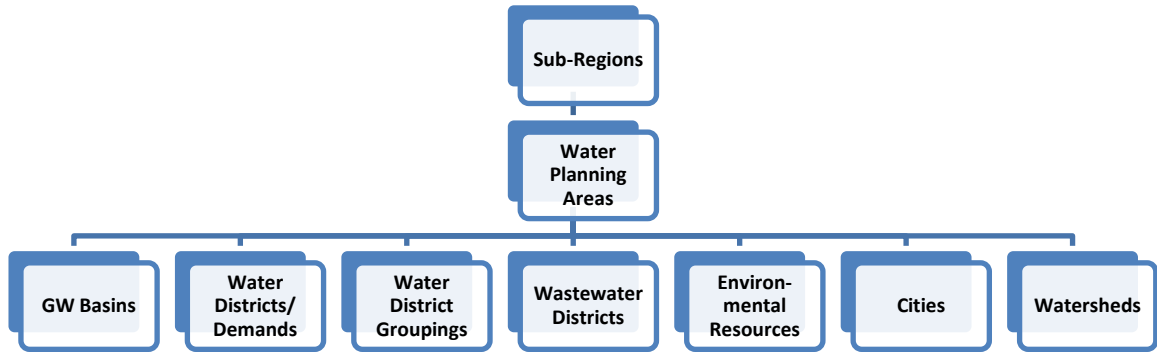 Sub-Regions
Water
Planning
Areas
GW Basins
Water
Districts/
Demands
Water
District
Groupings
Wastewater
Districts
Environ-
mental
Resources
Cities
Watersheds